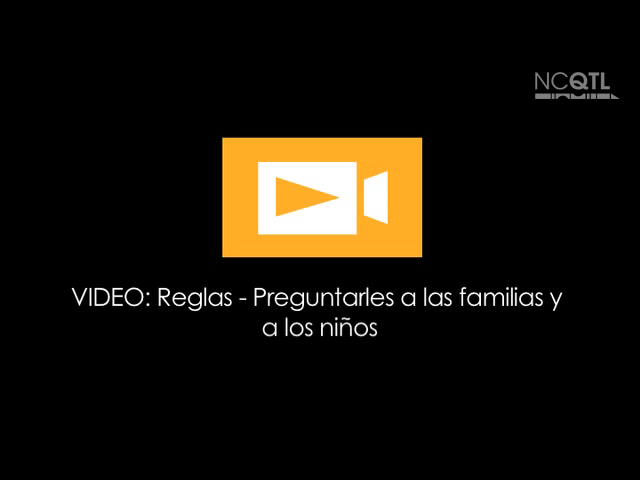 NCQTL
VIDEO: Reglas - Preguntarles a las familias y
a los niños